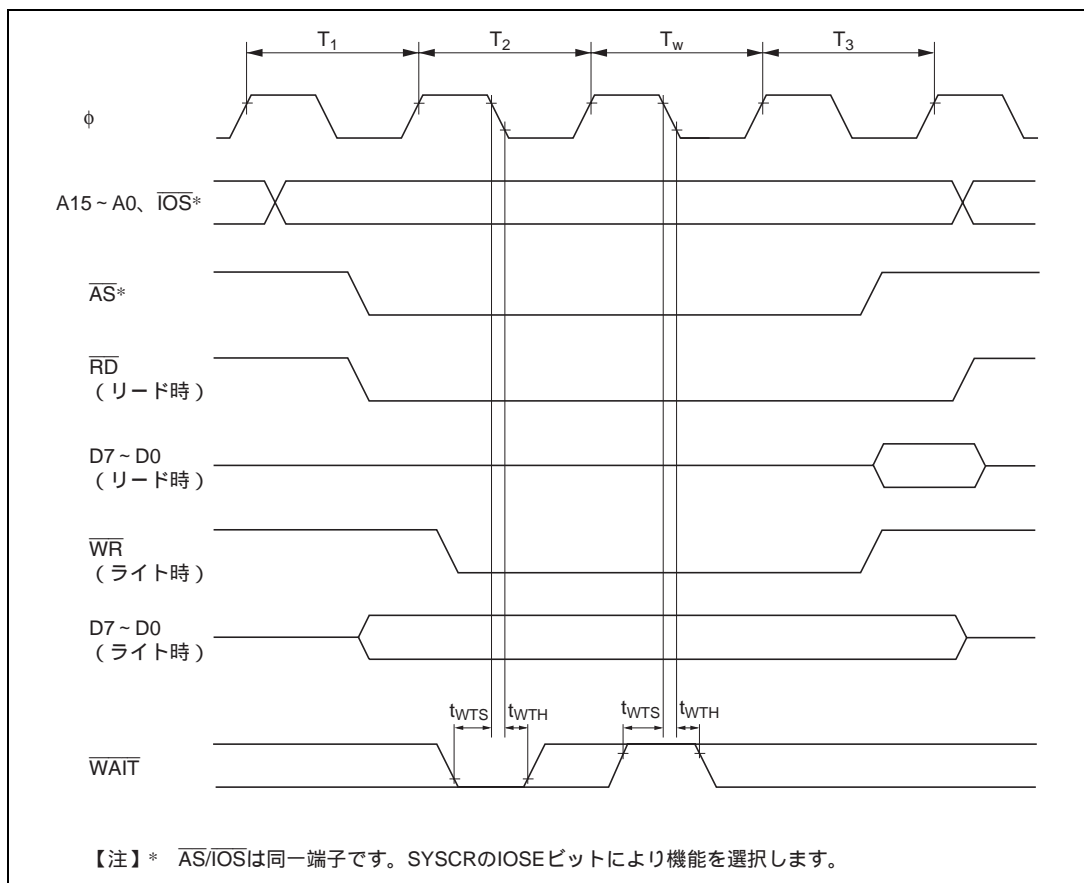 T1 T2 Tw T3
φ
A15~A0、IOS*
AS*
RD
(リード時)
D7~D0
(リード時)
WR
(ライト時)
D7~D0
(ライト時)
tWTS tWTH tWTS tWTH
WAIT
【注】* AS/IOSは同一端子です。SYSCRのIOSEビットにより機能を選択します。